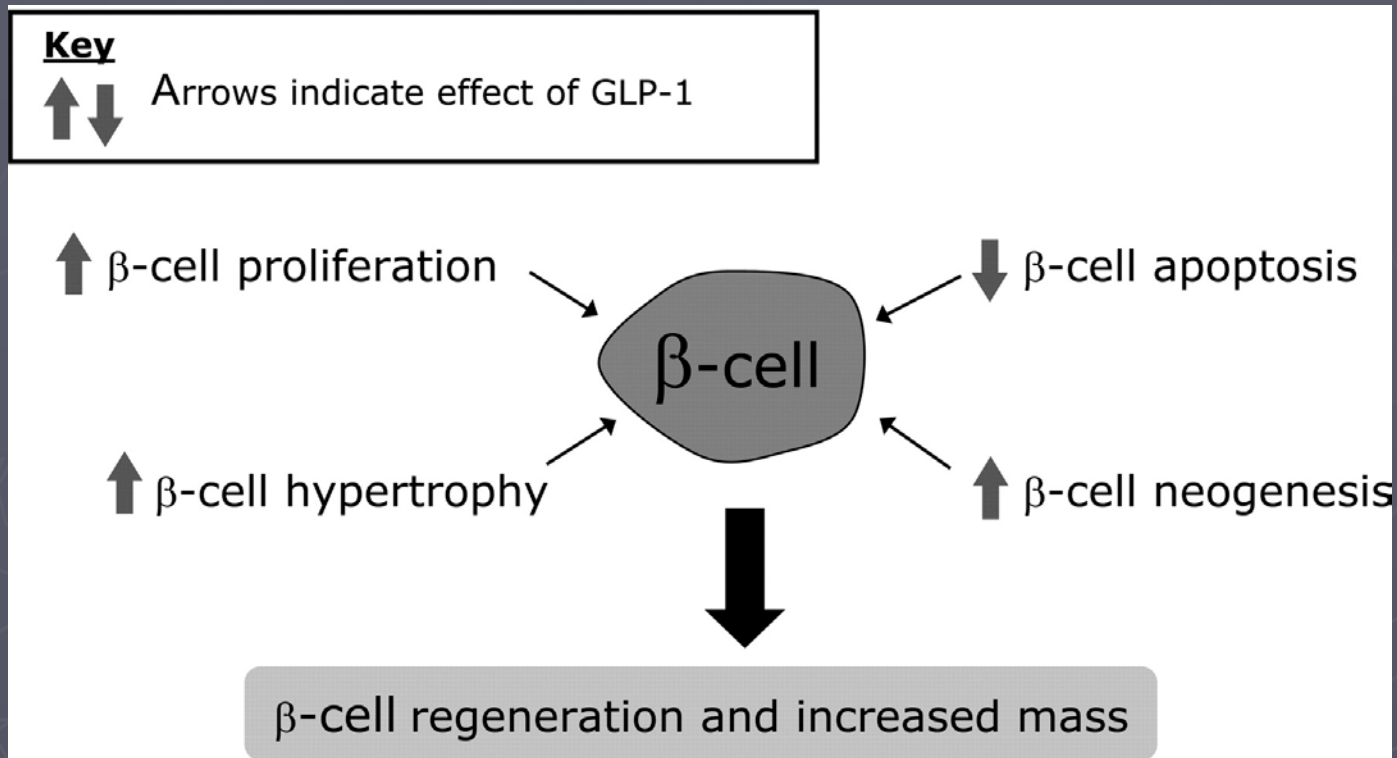 Key
Arrows indicate effect of GLP-1
β-cell proliferation
β-cell apoptosis
β-cell
β-cell hypertrophy
β-cell neogenesis
β-cell regeneration and increased mass